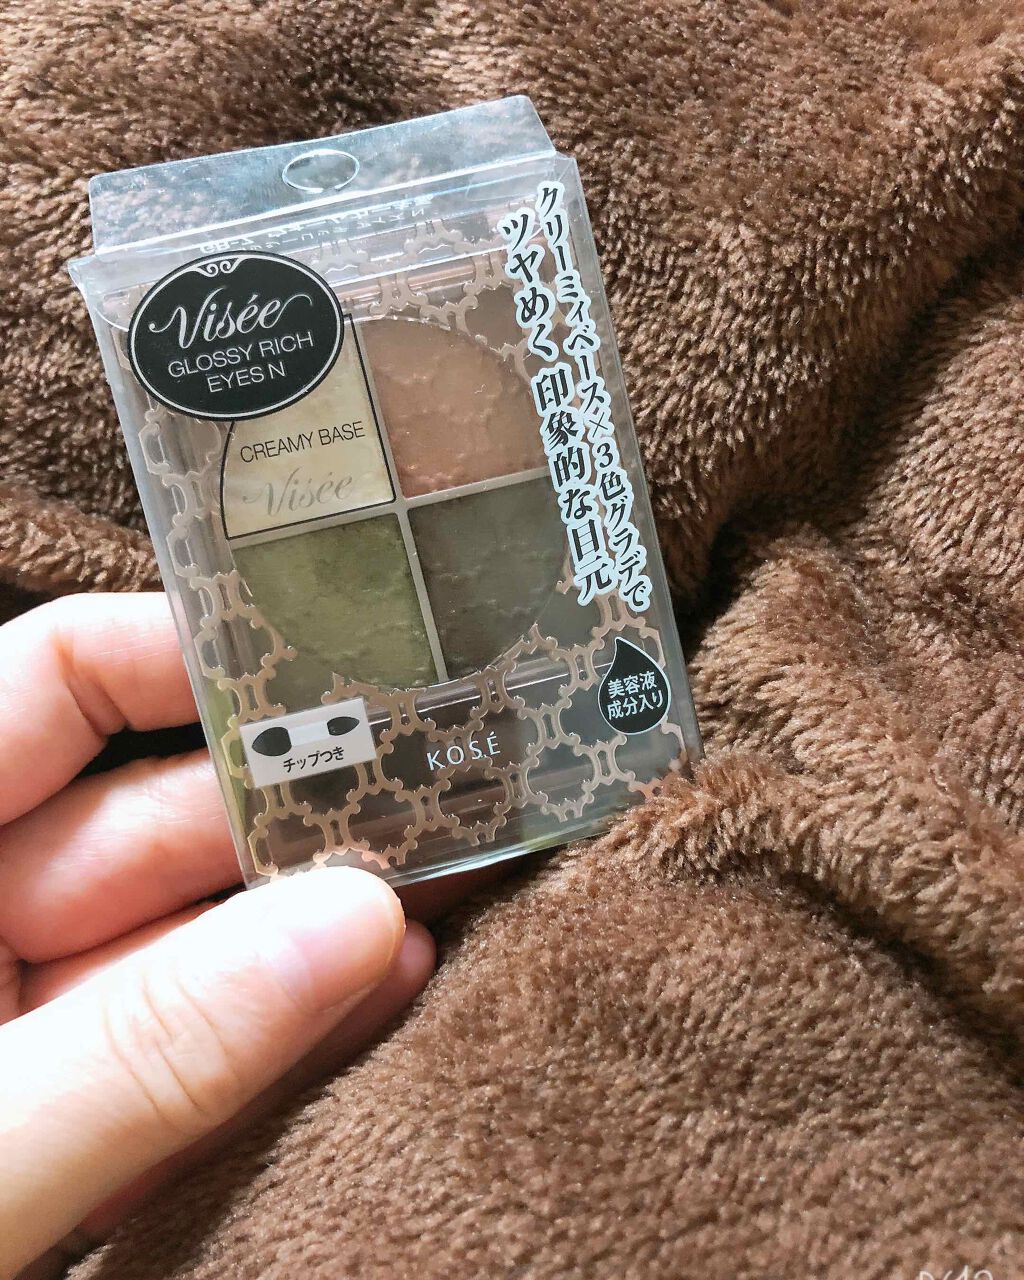 Visée
GLOSSY RICH
EYES N
CREAMY BASE
Visée
クリーミィベース×3色グラデで
ツヤめく 印象的な目元
美容液
成分入り
チップつき
KOSÉ